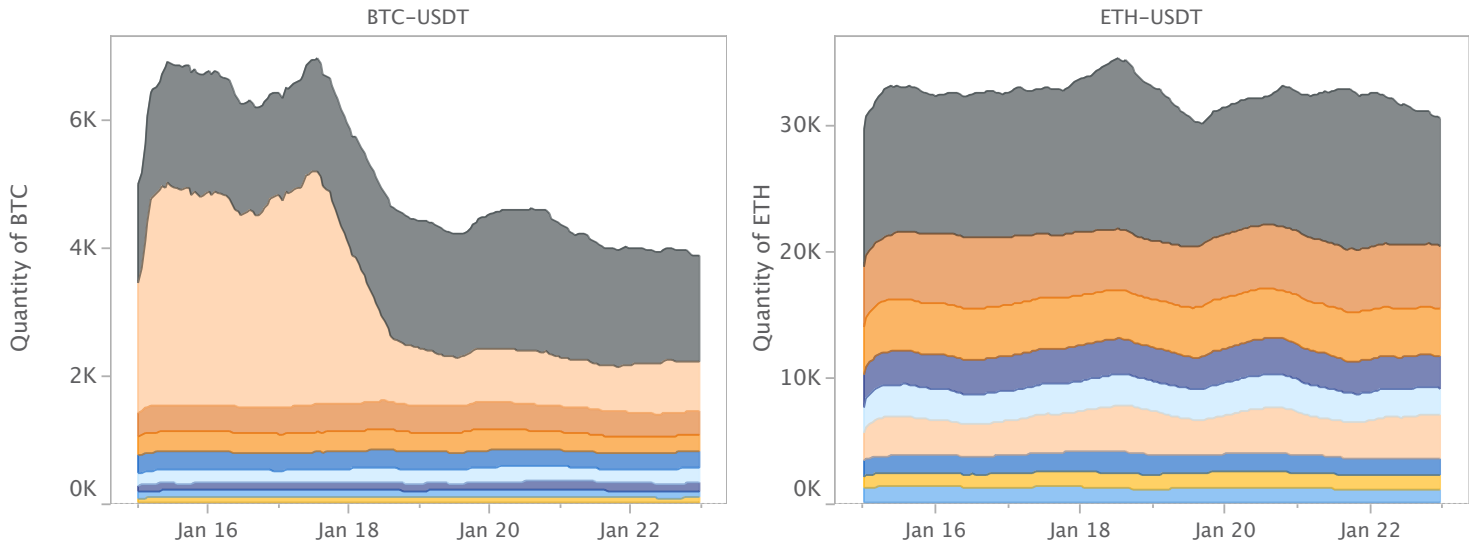 BTC-USDT
Quantity of BTC
6K
4K
2K
0K
Jan 16
Jan 18
Jan 20
Jan 22
ETH-USDT
Quantity of ETH
30K
20K
10K
0K
Jan 16
Jan 18
Jan 20
Jan 22